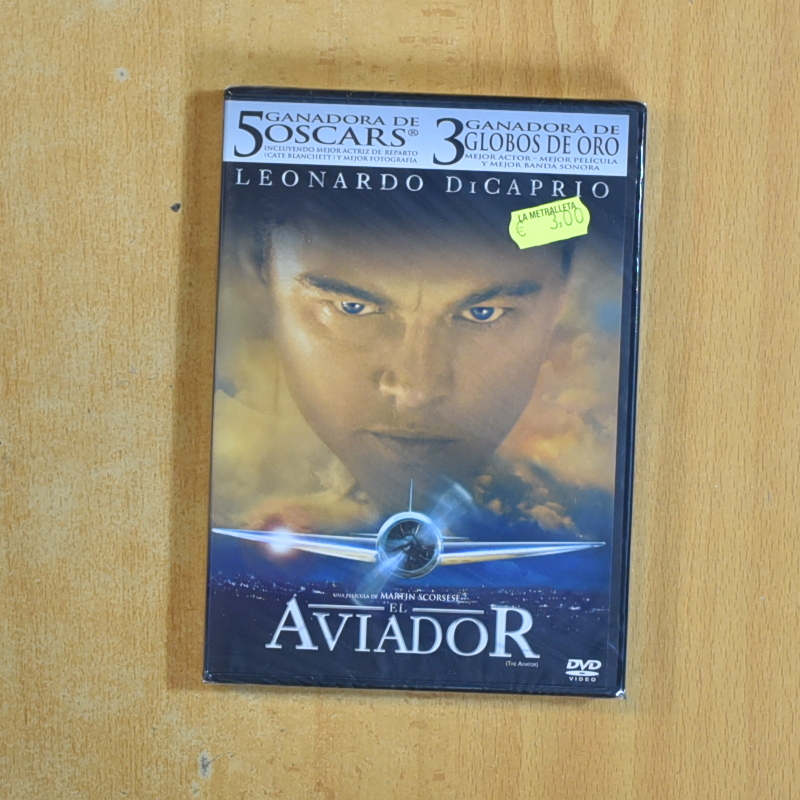 5 GANADORA DE
OSCARS®
INCLUYENDO MEJOR ACTRIZ DE REPARTO
(CATE BLANCHETT) Y MEJOR FOTOGRAFÍA
3 GANADORA DE
GLOBOS DE ORO
MEJOR ACTOR - MEJOR PELÍCULA
Y MEJOR BANDA SONORA
LEONARDO DiCAPRIO
LA METRALLETA
€ 3,00
UNA PELÍCULA DE MARTIN SCORSESE
EL
AVIADOR
(THE AVIATOR)
DVD
VIDEO